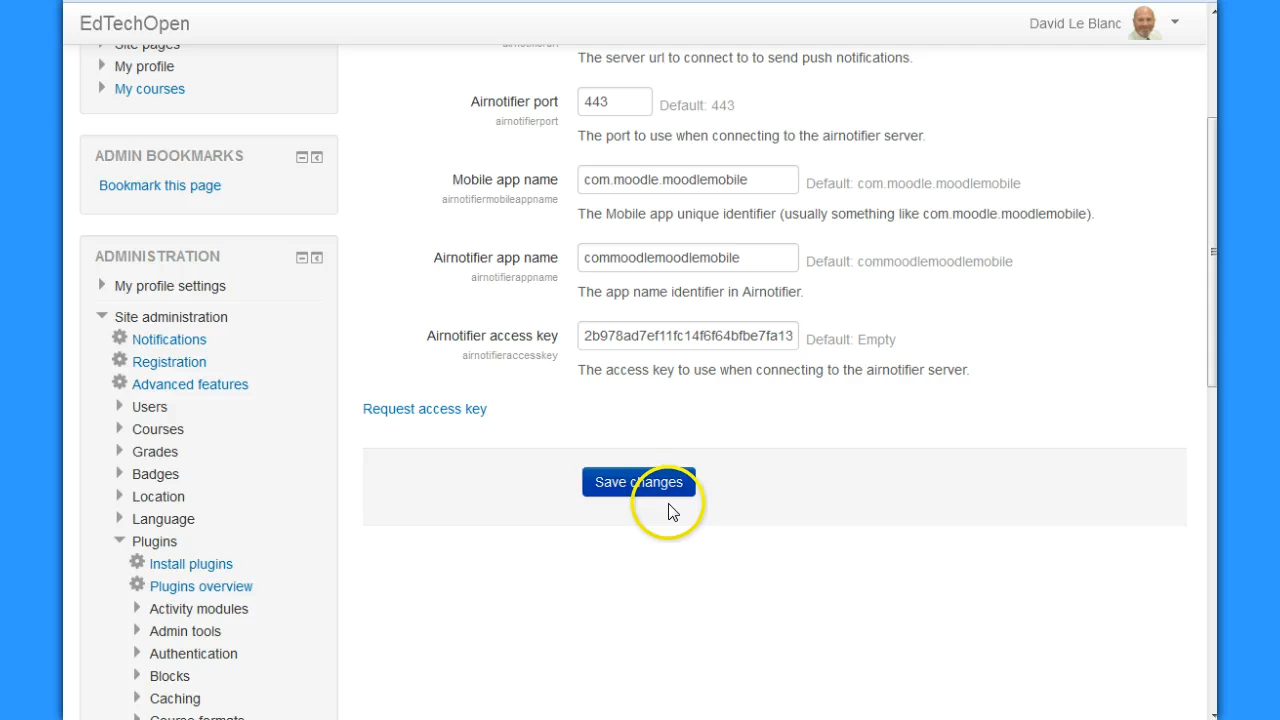 EdTechOpen
David Le Blanc
Site pages
My profile
My courses
ADMIN BOOKMARKS
Bookmark this page
ADMINISTRATION
My profile settings
Site administration
Notifications
Registration
Advanced features
Users
Courses
Grades
Badges
Location
Language
Plugins
Install plugins
Plugins overview
Activity modules
Admin tools
Authentication
Blocks
Caching
Course formats
airnotifierurl
The server url to connect to to send push notifications.
Airnotifier port 443 Default: 443
airnotifierport
The port to use when connecting to the airnotifier server.
Mobile app name com.moodle.moodlemobile Default: com.moodle.moodlemobile
airnotifiermobileappname
The Mobile app unique identifier (usually something like com.moodle.moodlemobile).
Airnotifier app name commoodlemoodlemobile Default: commoodlemoodlemobile
airnotifierappname
The app name identifier in Airnotifier.
Airnotifier access key 2b978ad7ef11fc14f6f64bfbe7fa13 Default: Empty
airnotifieraccesskey
The access key to use when connecting to the airnotifier server.
Request access key
Save changes